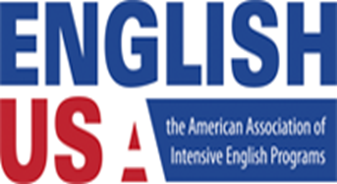 ENGLISH
USA
the American Association of
Intensive English Programs